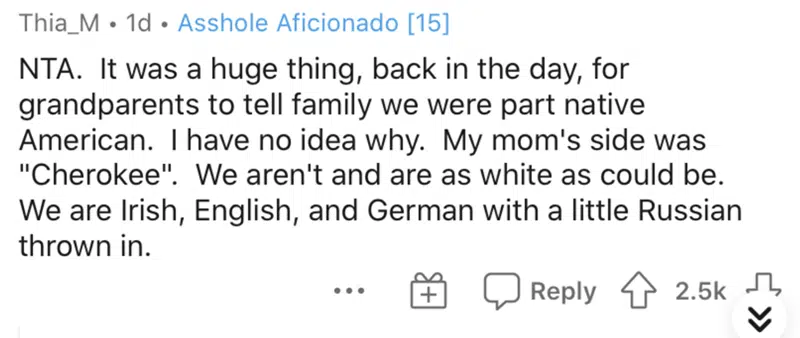 Thia_M • 1d • Asshole Aficionado [15]
NTA.  It was a huge thing, back in the day, for
grandparents to tell family we were part native
American.  I have no idea why.  My mom's side was
"Cherokee".  We aren't and are as white as could be.
We are Irish, English, and German with a little Russian
thrown in.
••• Reply 2.5k